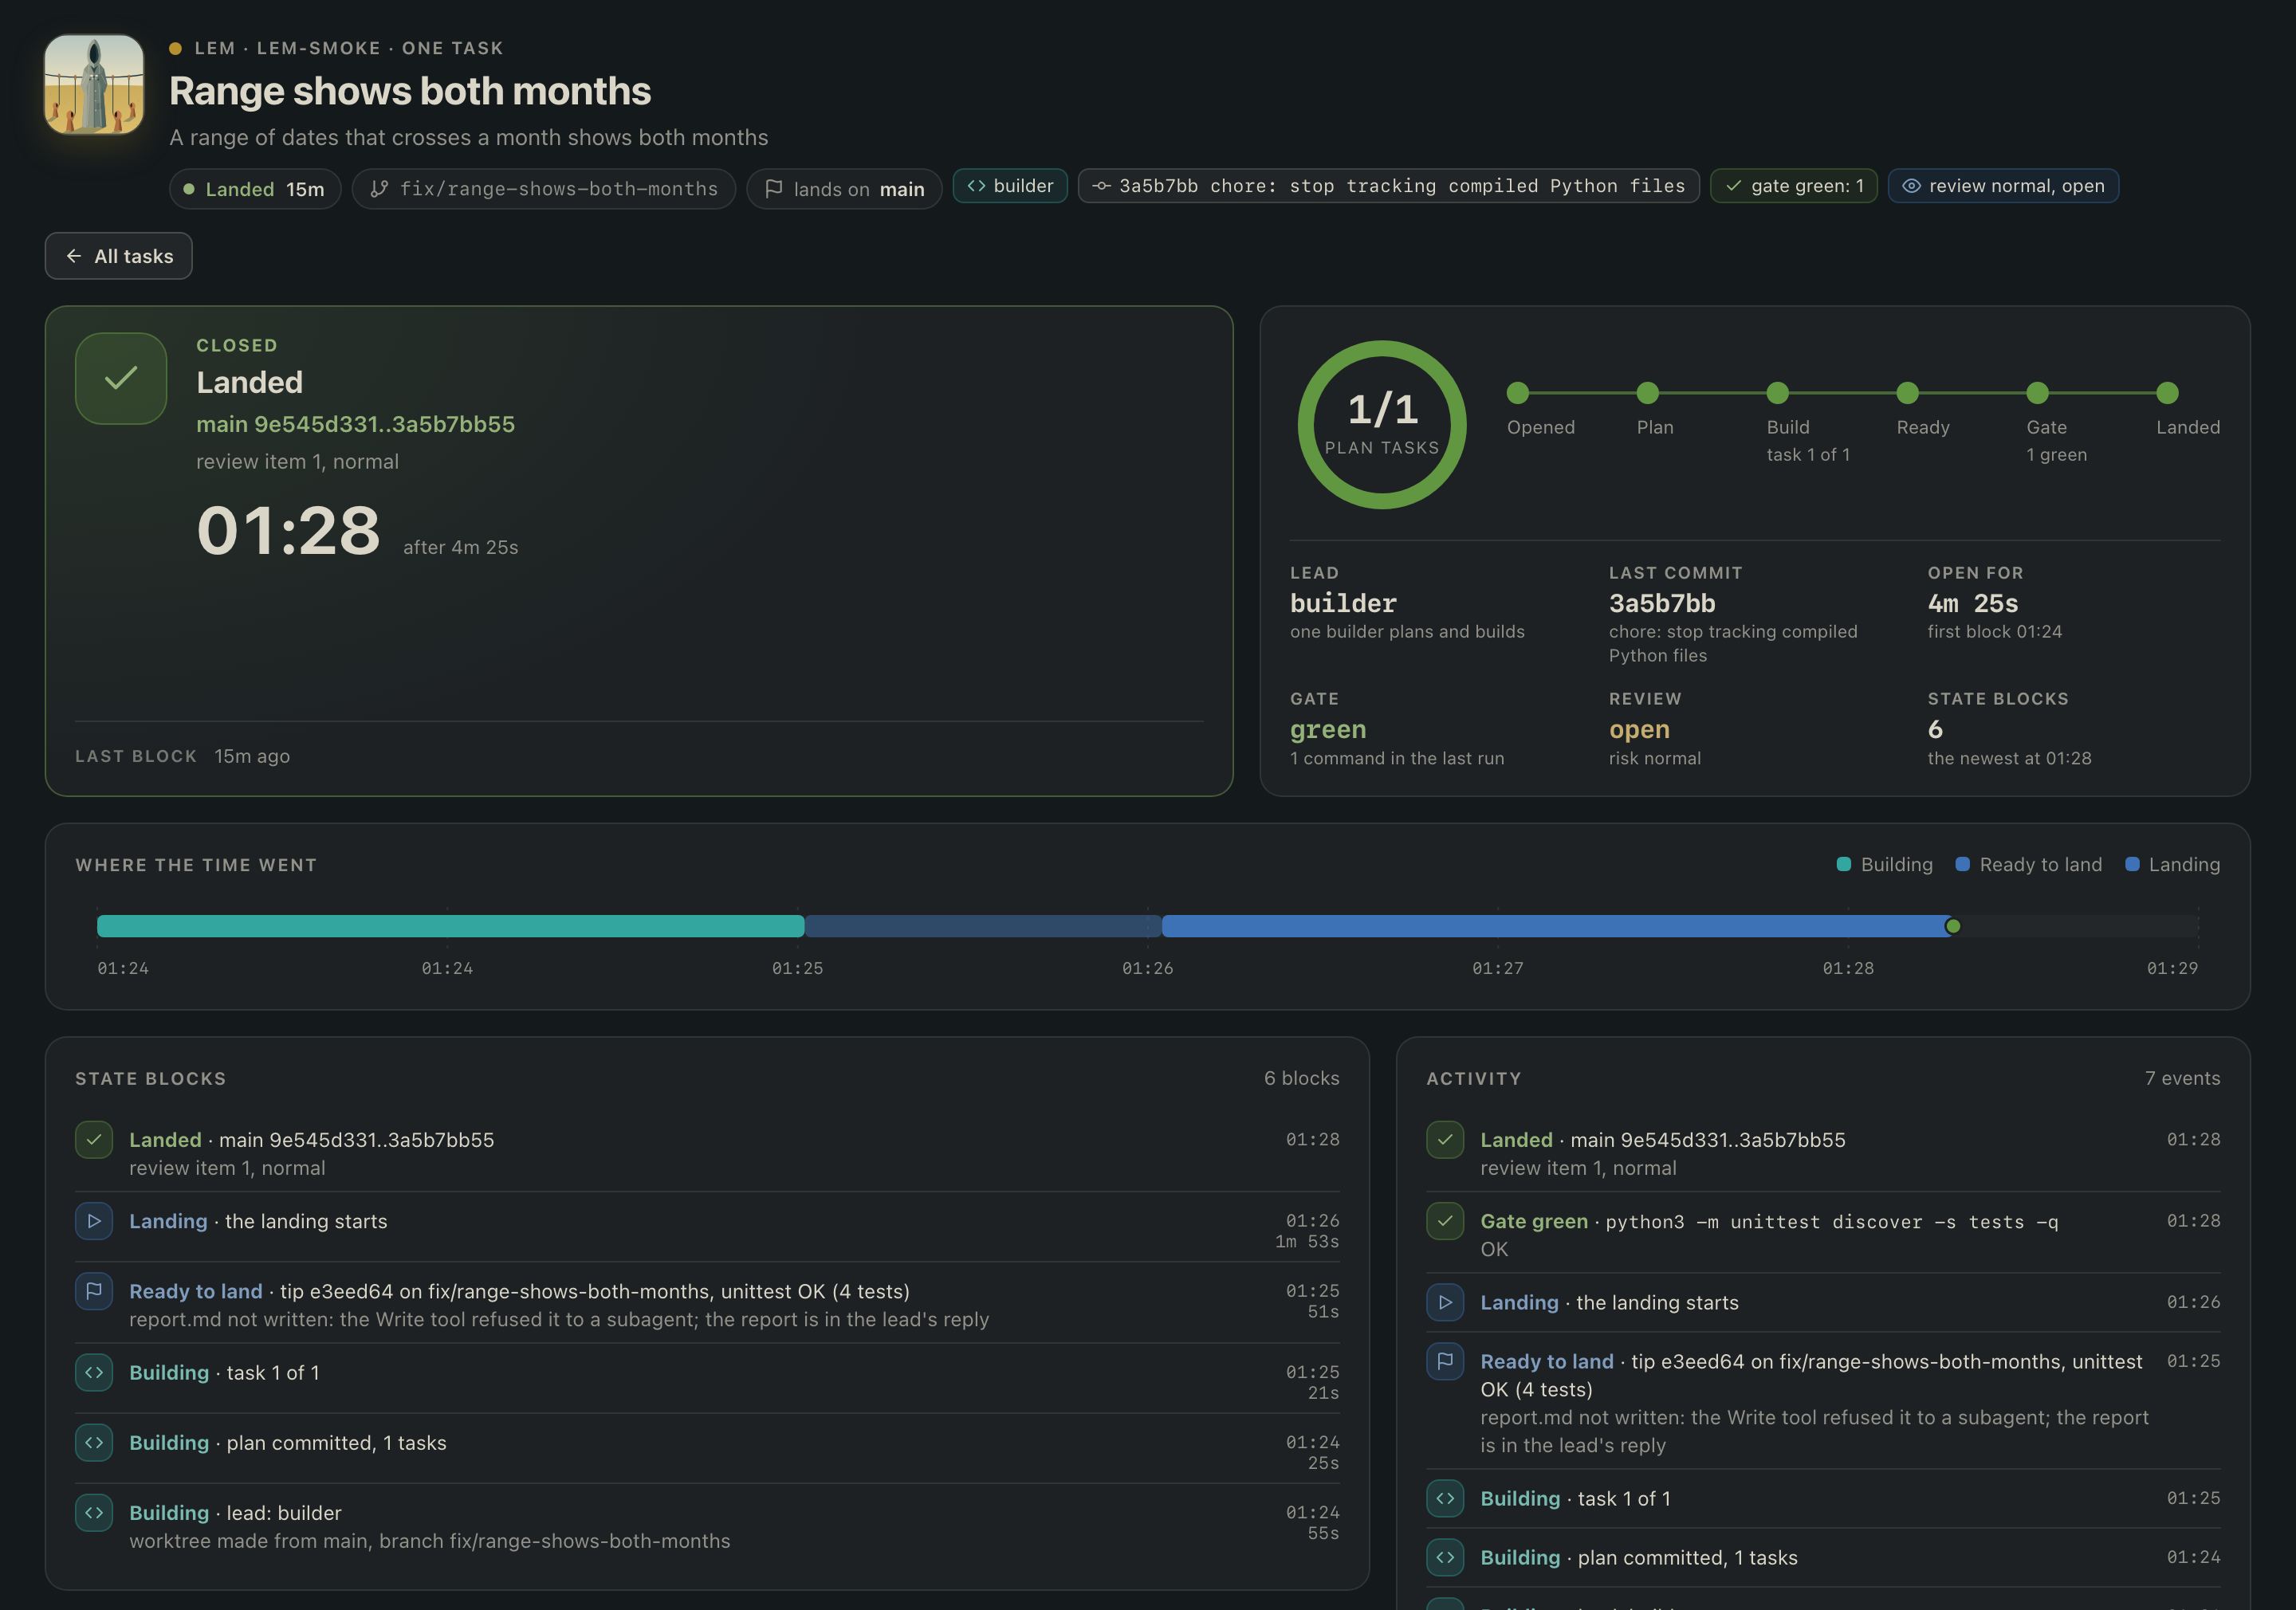 LEM · LEM-SMOKE · ONE TASK
Range shows both months
A range of dates that crosses a month shows both months
Landed 15m
fix/range-shows-both-months
lands on main
builder
3a5b7bb chore: stop tracking compiled Python files
gate green: 1
review normal, open
All tasks
CLOSED
Landed
main 9e545d331..3a5b7bb55
review item 1, normal
01:28 after 4m 25s
LAST BLOCK 15m ago
1/1
PLAN TASKS
Opened
Plan
Build
task 1 of 1
Ready
Gate
1 green
Landed
LEAD
builder
one builder plans and builds
LAST COMMIT
3a5b7bb
chore: stop tracking compiled
Python files
OPEN FOR
4m 25s
first block 01:24
GATE
green
1 command in the last run
REVIEW
open
risk normal
STATE BLOCKS
6
the newest at 01:28
WHERE THE TIME WENT
Building
Ready to land
Landing
01:24
01:24
01:25
01:26
01:27
01:28
01:29
STATE BLOCKS
6 blocks
Landed · main 9e545d331..3a5b7bb55
01:28
review item 1, normal
Landing · the landing starts
01:26
1m 53s
Ready to land · tip e3eed64 on fix/range-shows-both-months, unittest OK (4 tests)
01:25
report.md not written: the Write tool refused it to a subagent; the report is in the lead's reply
51s
Building · task 1 of 1
01:25
21s
Building · plan committed, 1 tasks
01:24
25s
Building · lead: builder
01:24
worktree made from main, branch fix/range-shows-both-months
55s
ACTIVITY
7 events
Landed · main 9e545d331..3a5b7bb55
01:28
review item 1, normal
Gate green · python3 -m unittest discover -s tests -q
01:28
OK
Landing · the landing starts
01:26
Ready to land · tip e3eed64 on fix/range-shows-both-months, unittest
01:25
OK (4 tests)
report.md not written: the Write tool refused it to a subagent; the report
is in the lead's reply
Building · task 1 of 1
01:25
Building · plan committed, 1 tasks
01:24